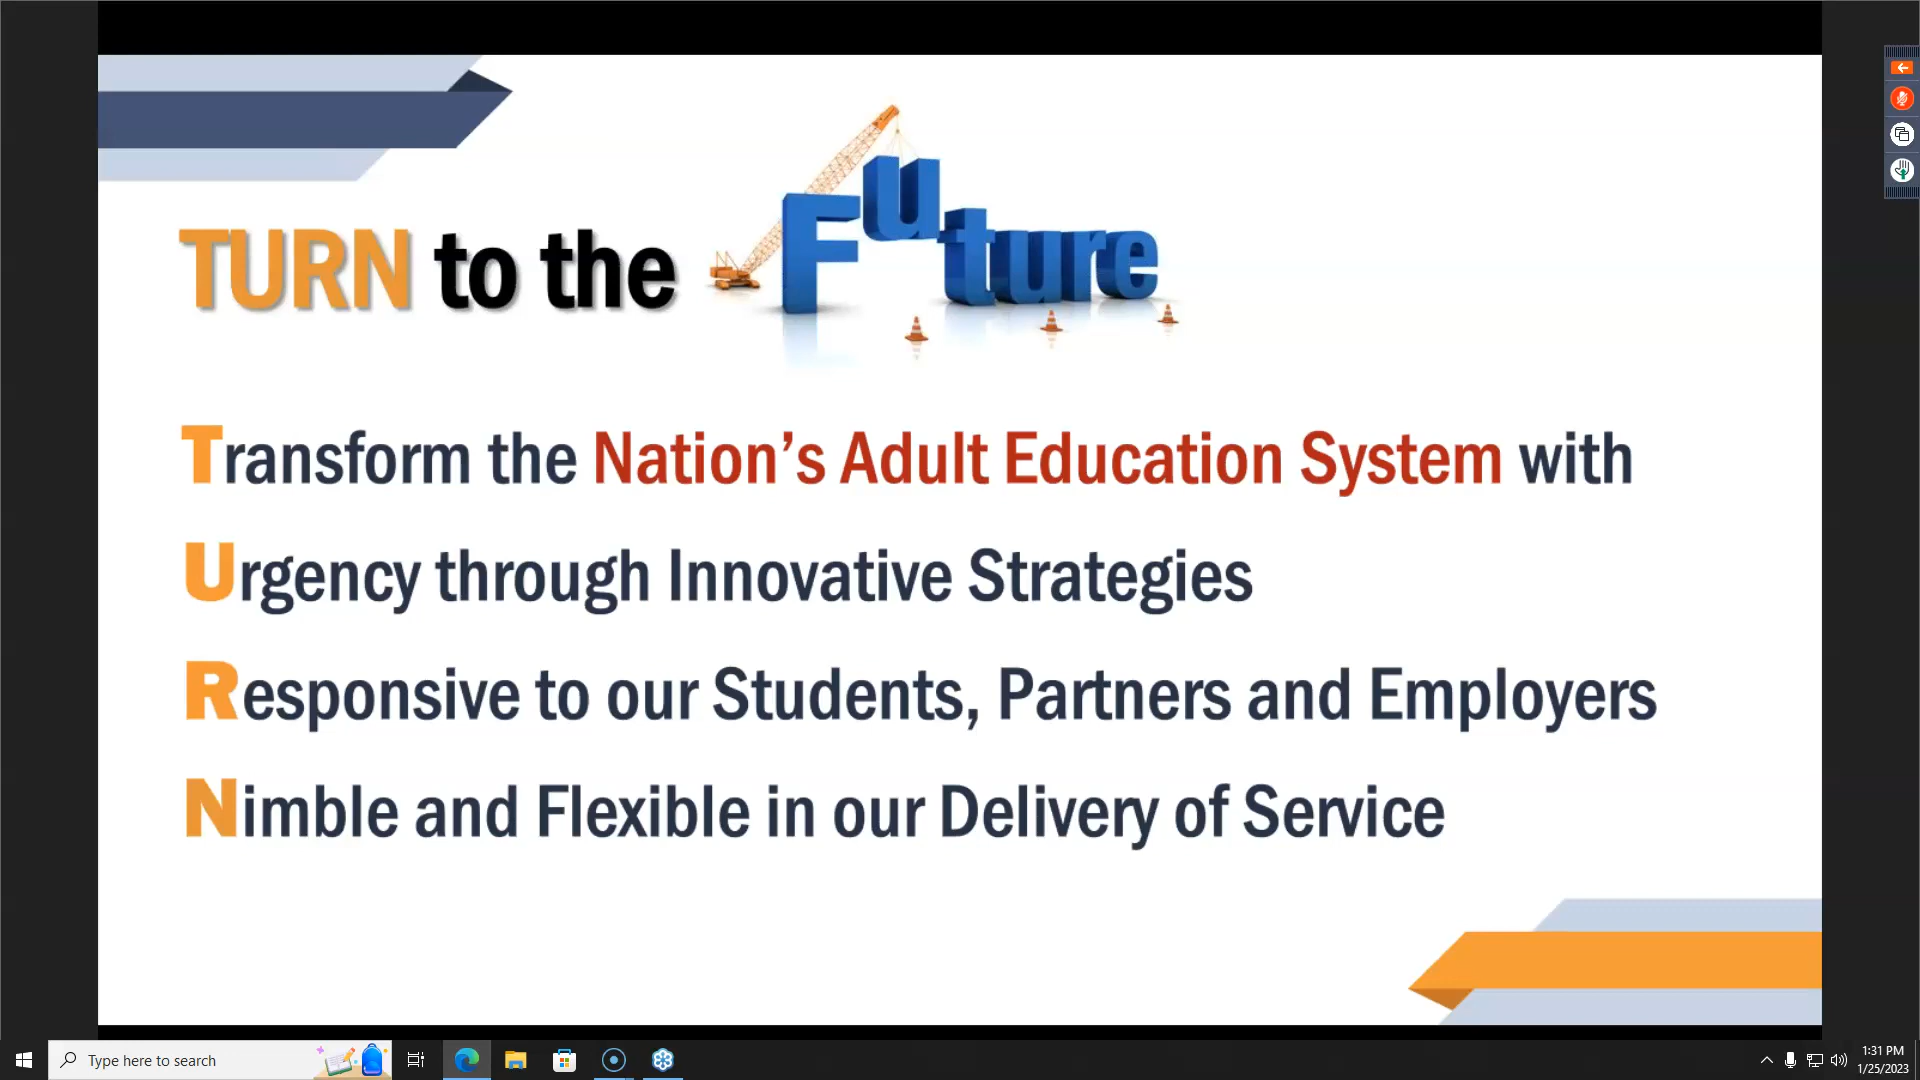 TURN to the Future
Transform the Nation’s Adult Education System with
Urgency through Innovative Strategies
Responsive to our Students, Partners and Employers
Nimble and Flexible in our Delivery of Service
Type here to search
1:31 PM
1/25/2023